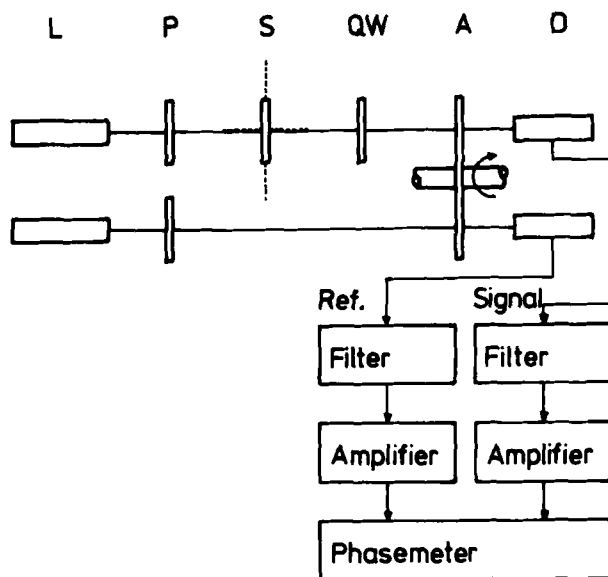 L P S QW A D
Ref. Signal
Filter Filter
Amplifier Amplifier
Phasemeter